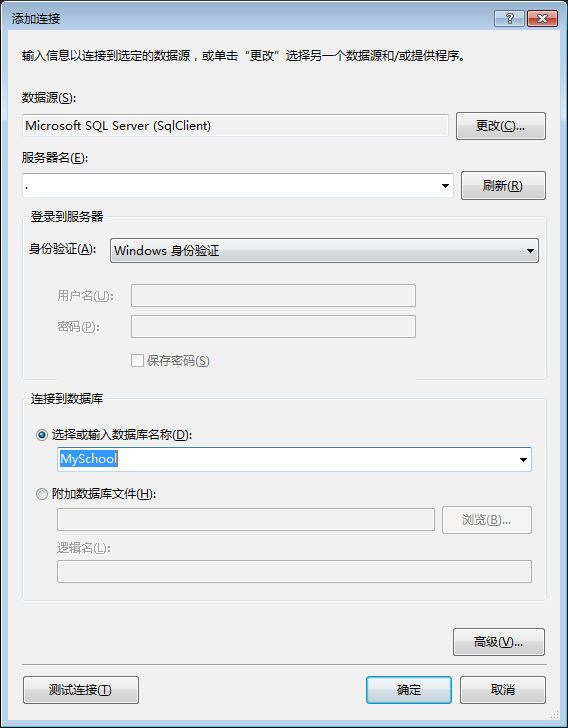 添加连接
输入信息以连接到选定的数据源，或单击“更改”选择另一个数据源和/或提供程序。
数据源(S):
Microsoft SQL Server (SqlClient)
更改(C)...
服务器名(E):
.
刷新(R)
登录到服务器
身份验证(A):
Windows 身份验证
用户名(U):
密码(P):
保存密码(S)
连接到数据库
选择或输入数据库名称(D):
MySchool
附加数据库文件(H):
浏览(B)...
逻辑名(L):
高级(V)...
测试连接(T)
确定
取消